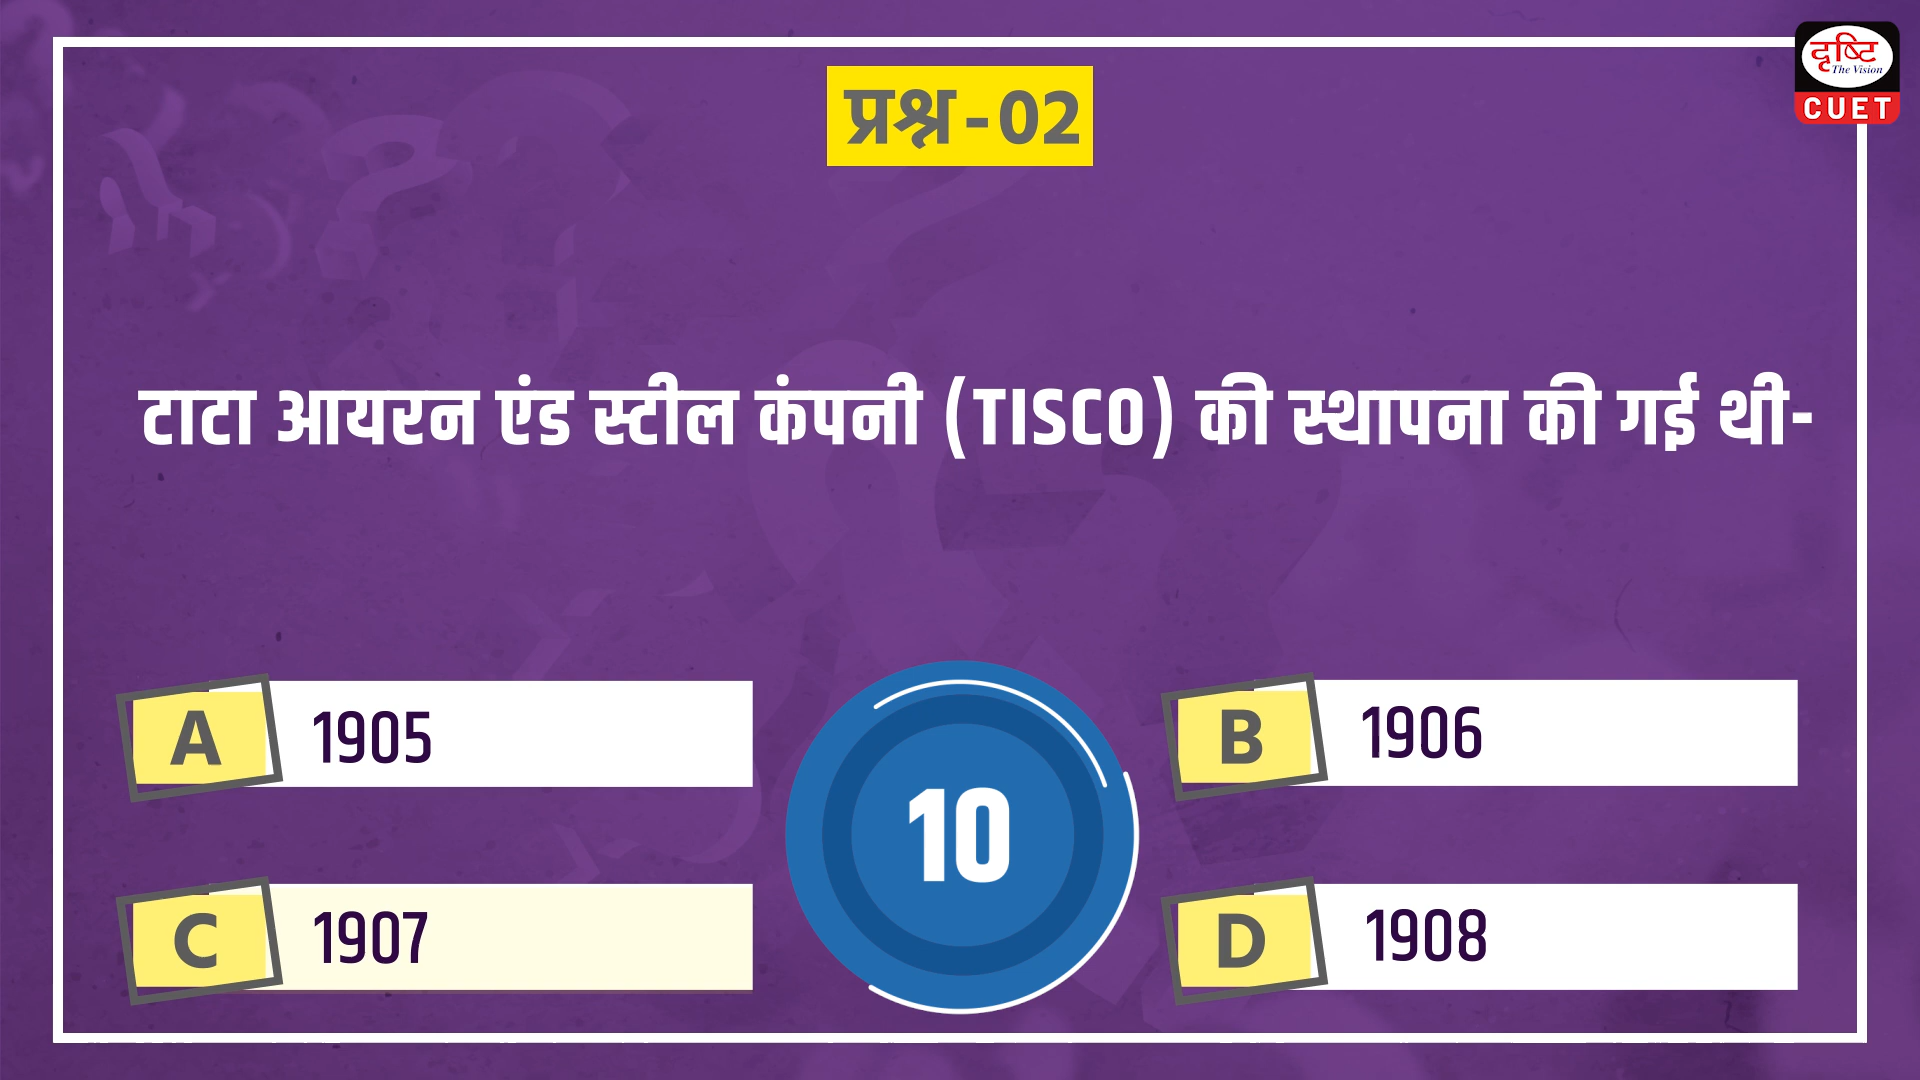 दृष्टि
The Vision
CUET
प्रश्न - 02
टाटा आयरन एंड स्टील कंपनी (TISCO) की स्थापना की गई थी-
A 1905
B 1906
10
C 1907
D 1908